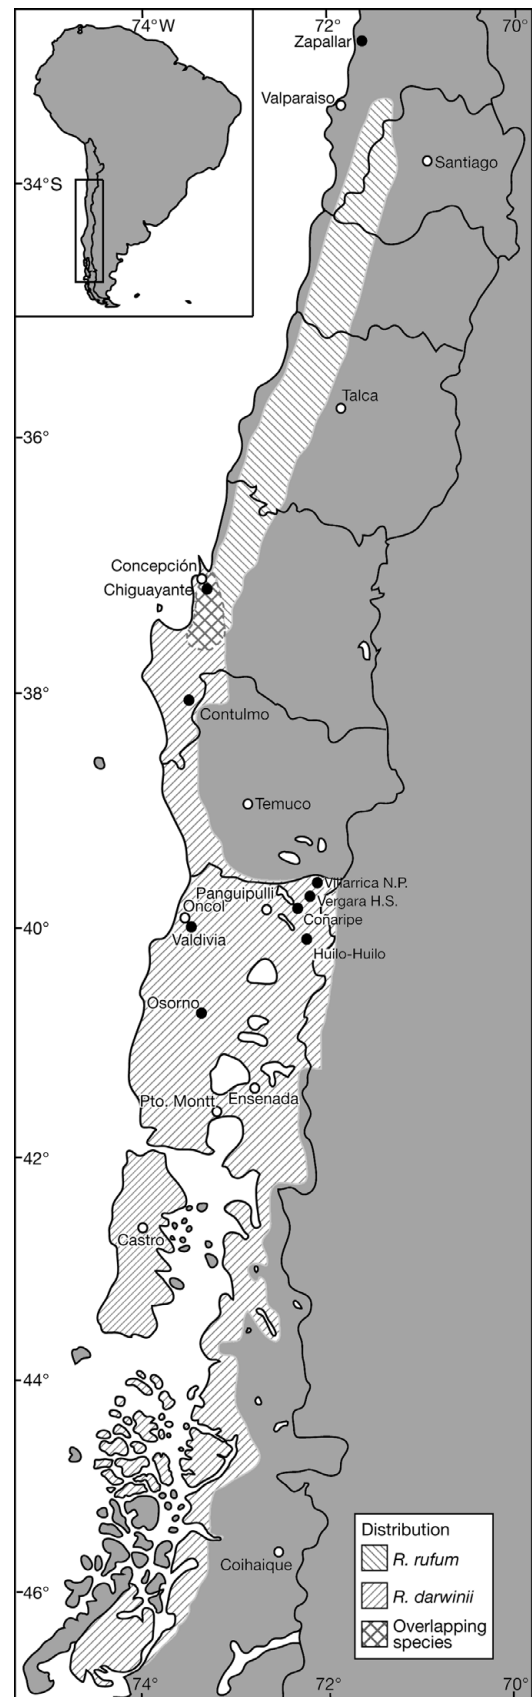 74°W
72°
70°
Zapallar
Valparaiso
34°S
Santiago
Talca
36°
Concepción
Chiguayante
38°
Contulmo
Temuco
Villarrica N.P.
Panguipulli
Vergara H.S.
Oncol
Coñaripe
40°
Valdivia
Huilo-Huilo
Osorno
Ensenada
Pto. Montt
42°
Castro
44°
Distribution
R. rufum
Coihaique
46°
R. darwinii
Overlapping
species
74°
72°
70°